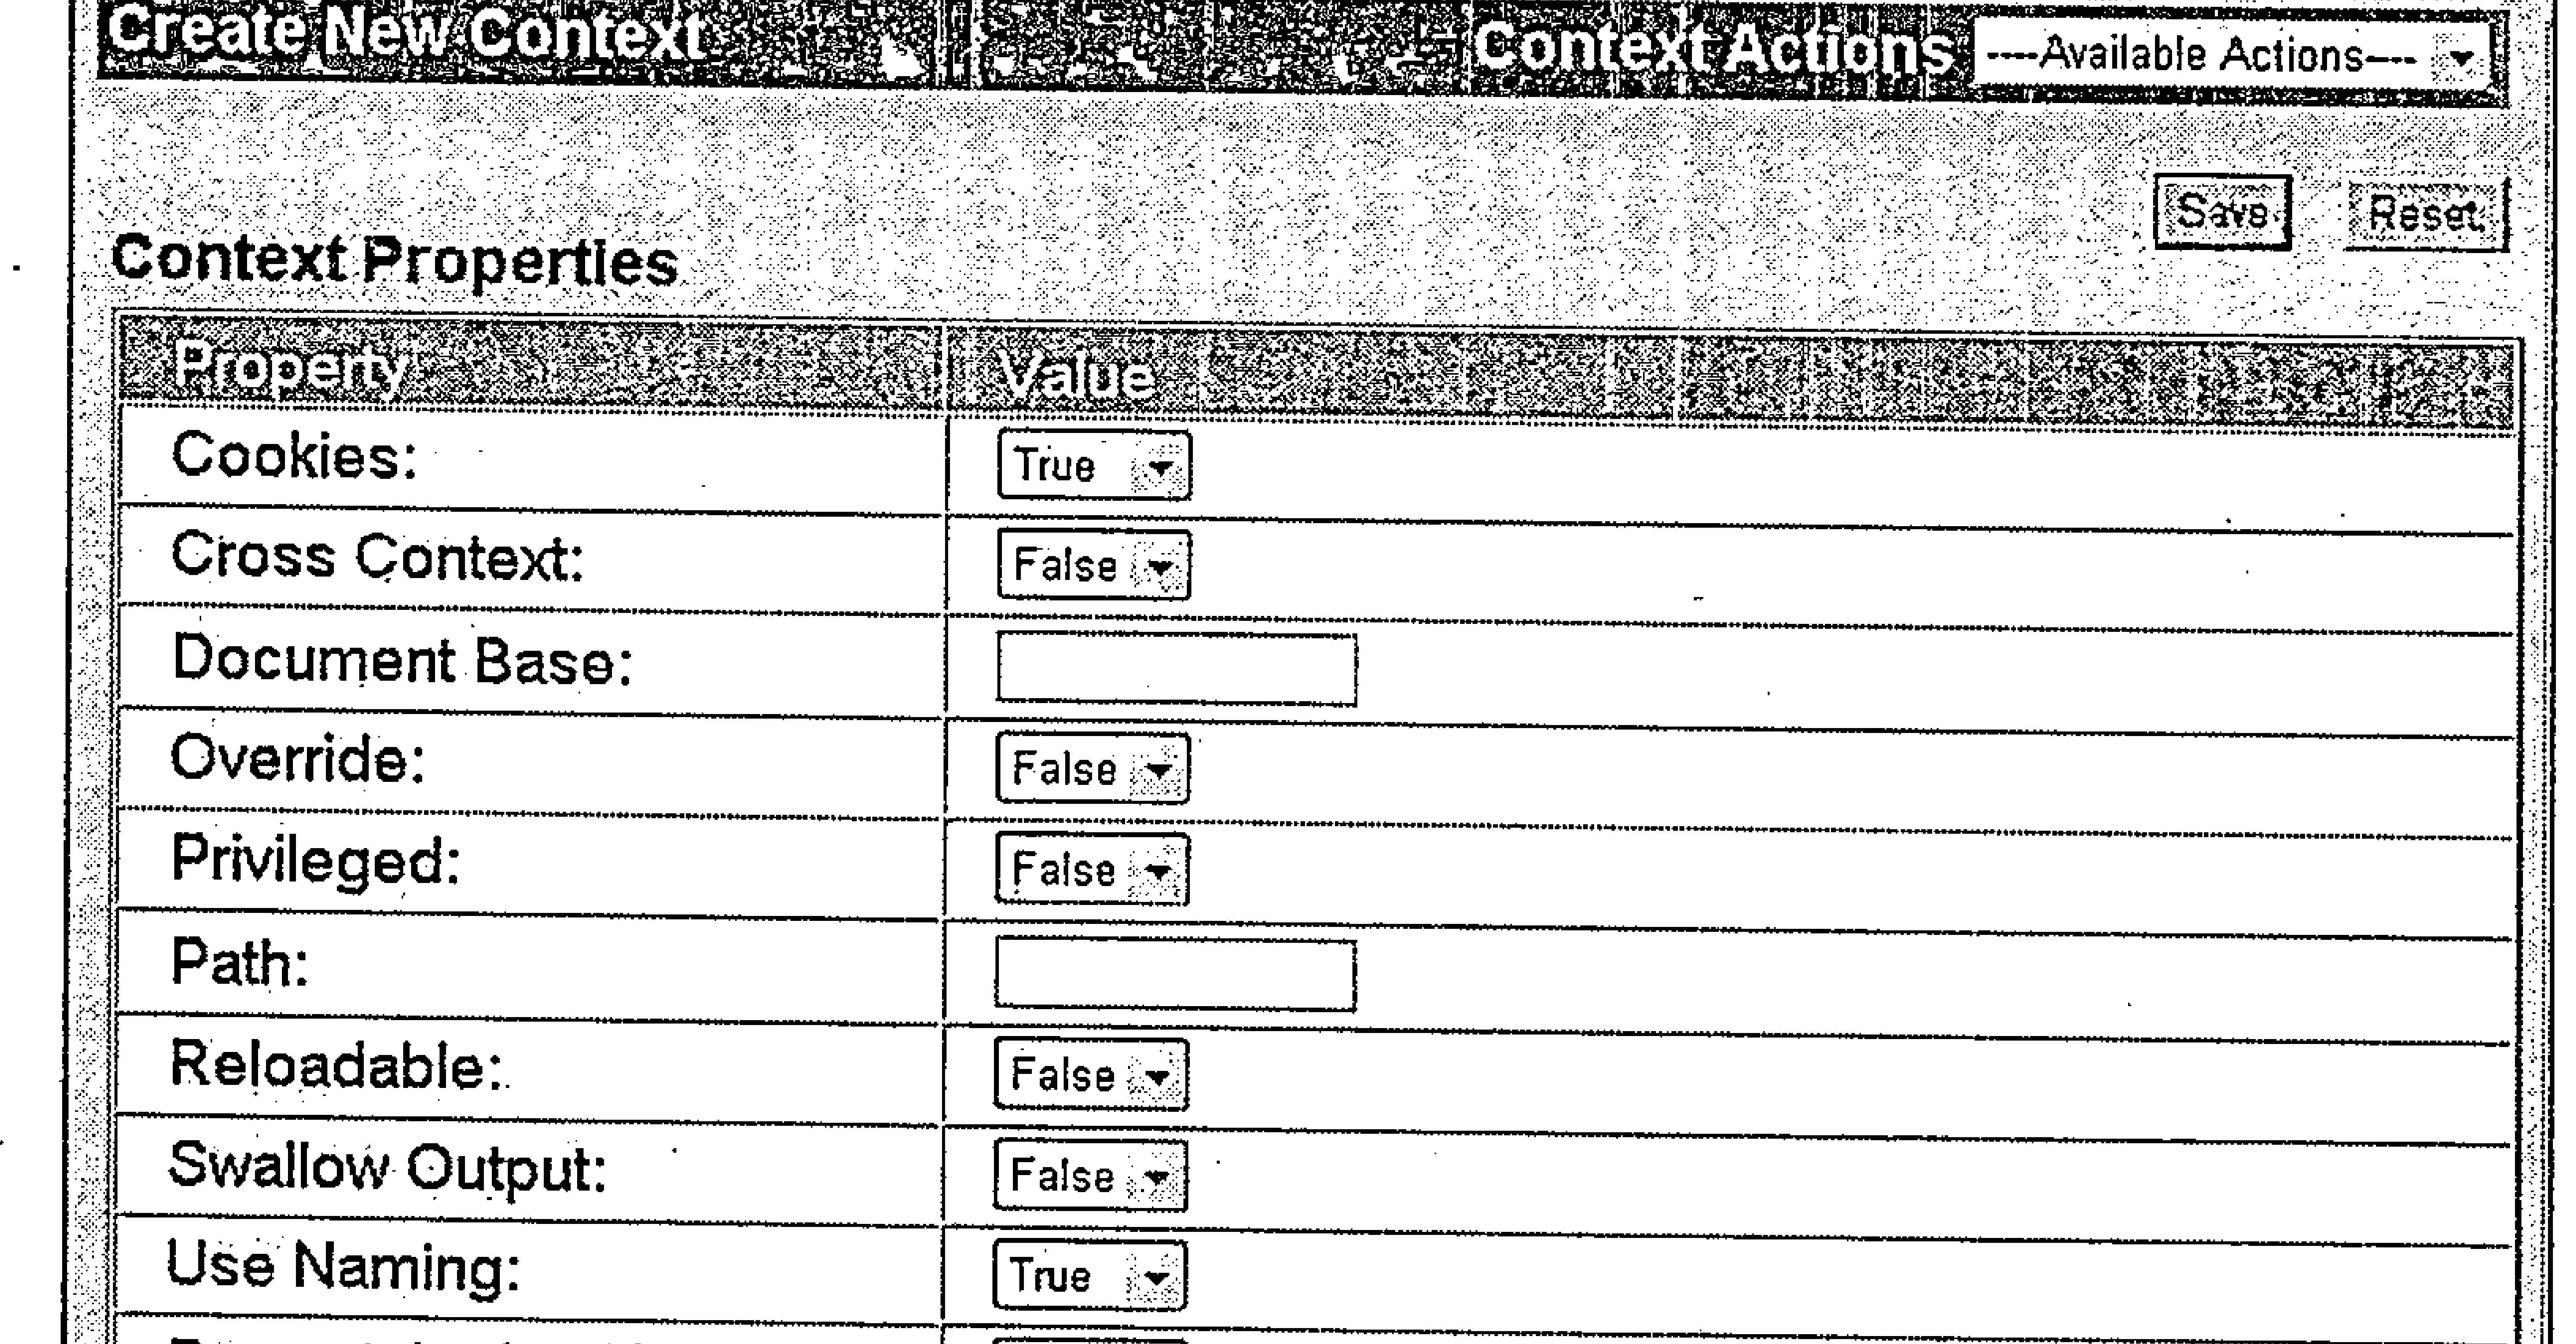 Create New Context
Context Actions ----Available Actions----
Save Reset
Context Properties
Property Value
Cookies: True
Cross Context: False
Document Base:
Override: False
Privileged: False
Path:
Reloadable: False
Swallow Output: False
Use Naming: True